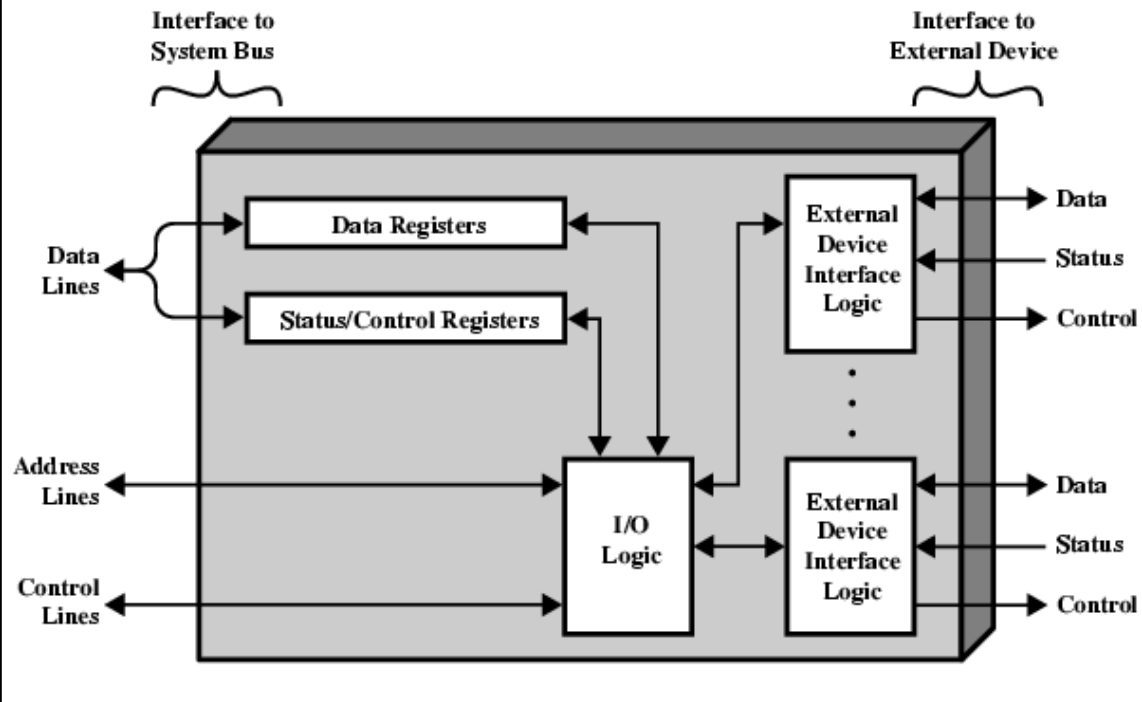 Interface to
System Bus
Interface to
External Device
Data Registers
External
Device
Interface
Logic
Data
Status
Control
Data
Lines
Status/Control Registers
Address
Lines
I/O
Logic
External
Device
Interface
Logic
Data
Status
Control
Control
Lines